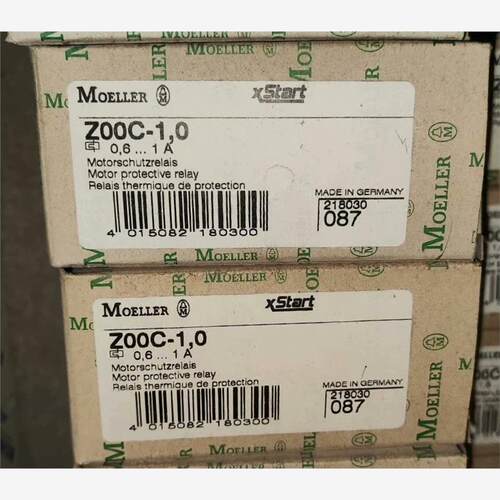 MOELLER xStart
Z00C-1,0
0,6 ... 1 A
Motorschutzrelais
Motor protective relay
Relais thermique de protection
MADE IN GERMANY
218030
087
4 015082 180300
MOELLER
MOELLER xStart
Z00C-1,0
0,6 ... 1 A
Motorschutzrelais
Motor protective relay
Relais thermique de protection
MADE IN GERMANY
218030
087
4 015082 180300
MOELLER